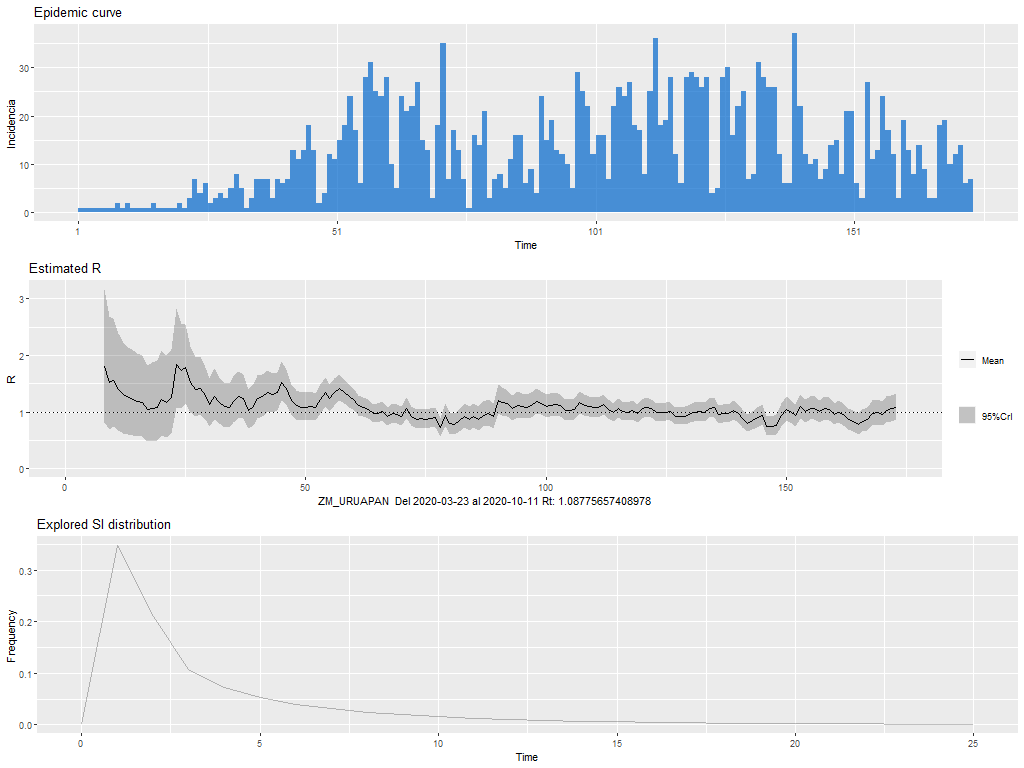 Epidemic curve
Incidencia
30
20
10
0
1
51
101
151
Time
Estimated R
R
3
2
1
0
Mean
95%CrI
0
50
100
150
ZM_URUAPAN Del 2020-03-23 al 2020-10-11 Rt: 1.08775657408978
Explored SI distribution
Frequency
0.3
0.2
0.1
0.0
0
5
10
15
20
25
Time